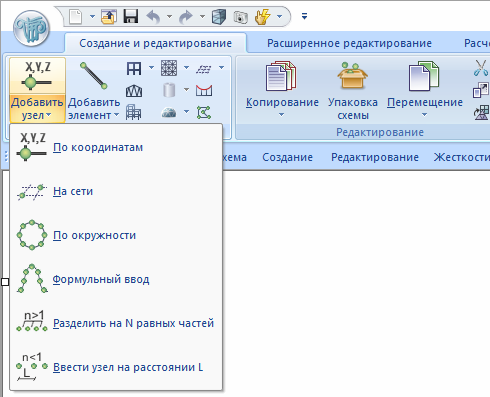 Создание и редактирование
Расширенное редактирование
Расч
X,Y,Z
Добавить
узел
Добавить
элемент
Копирование
Упаковка
схемы
Перемещение
Редактирование
хема
Создание
Редактирование
Жесткости
X,Y,Z
По координатам
На сети
По окружности
Формульный ввод
n>1
Разделить на N равных частей
n<1
L
Ввести узел на расстоянии L